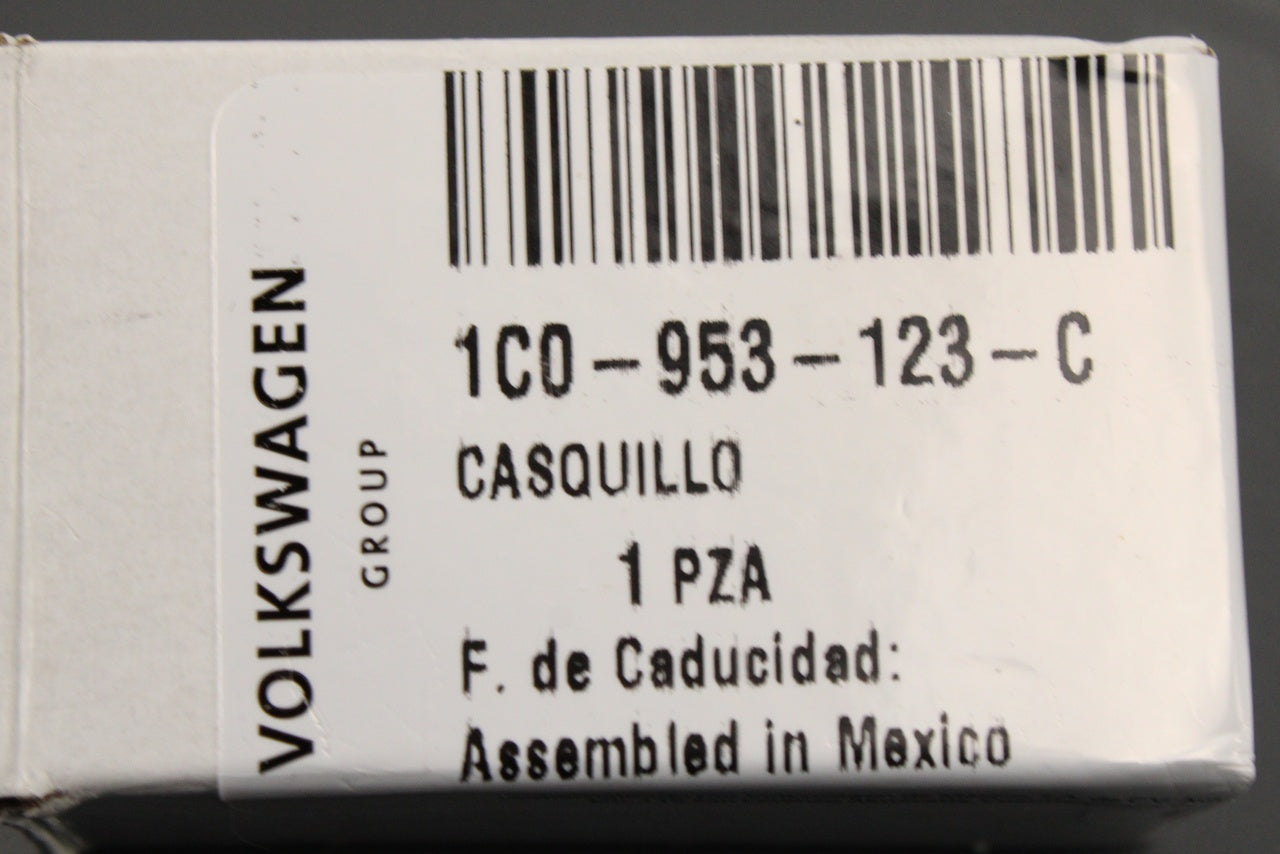 VOLKSWAGEN
GROUP
1C0-953-123-C
CASQUILLO
1 PZA
F. de Caducidad:
Assembled in Mexico